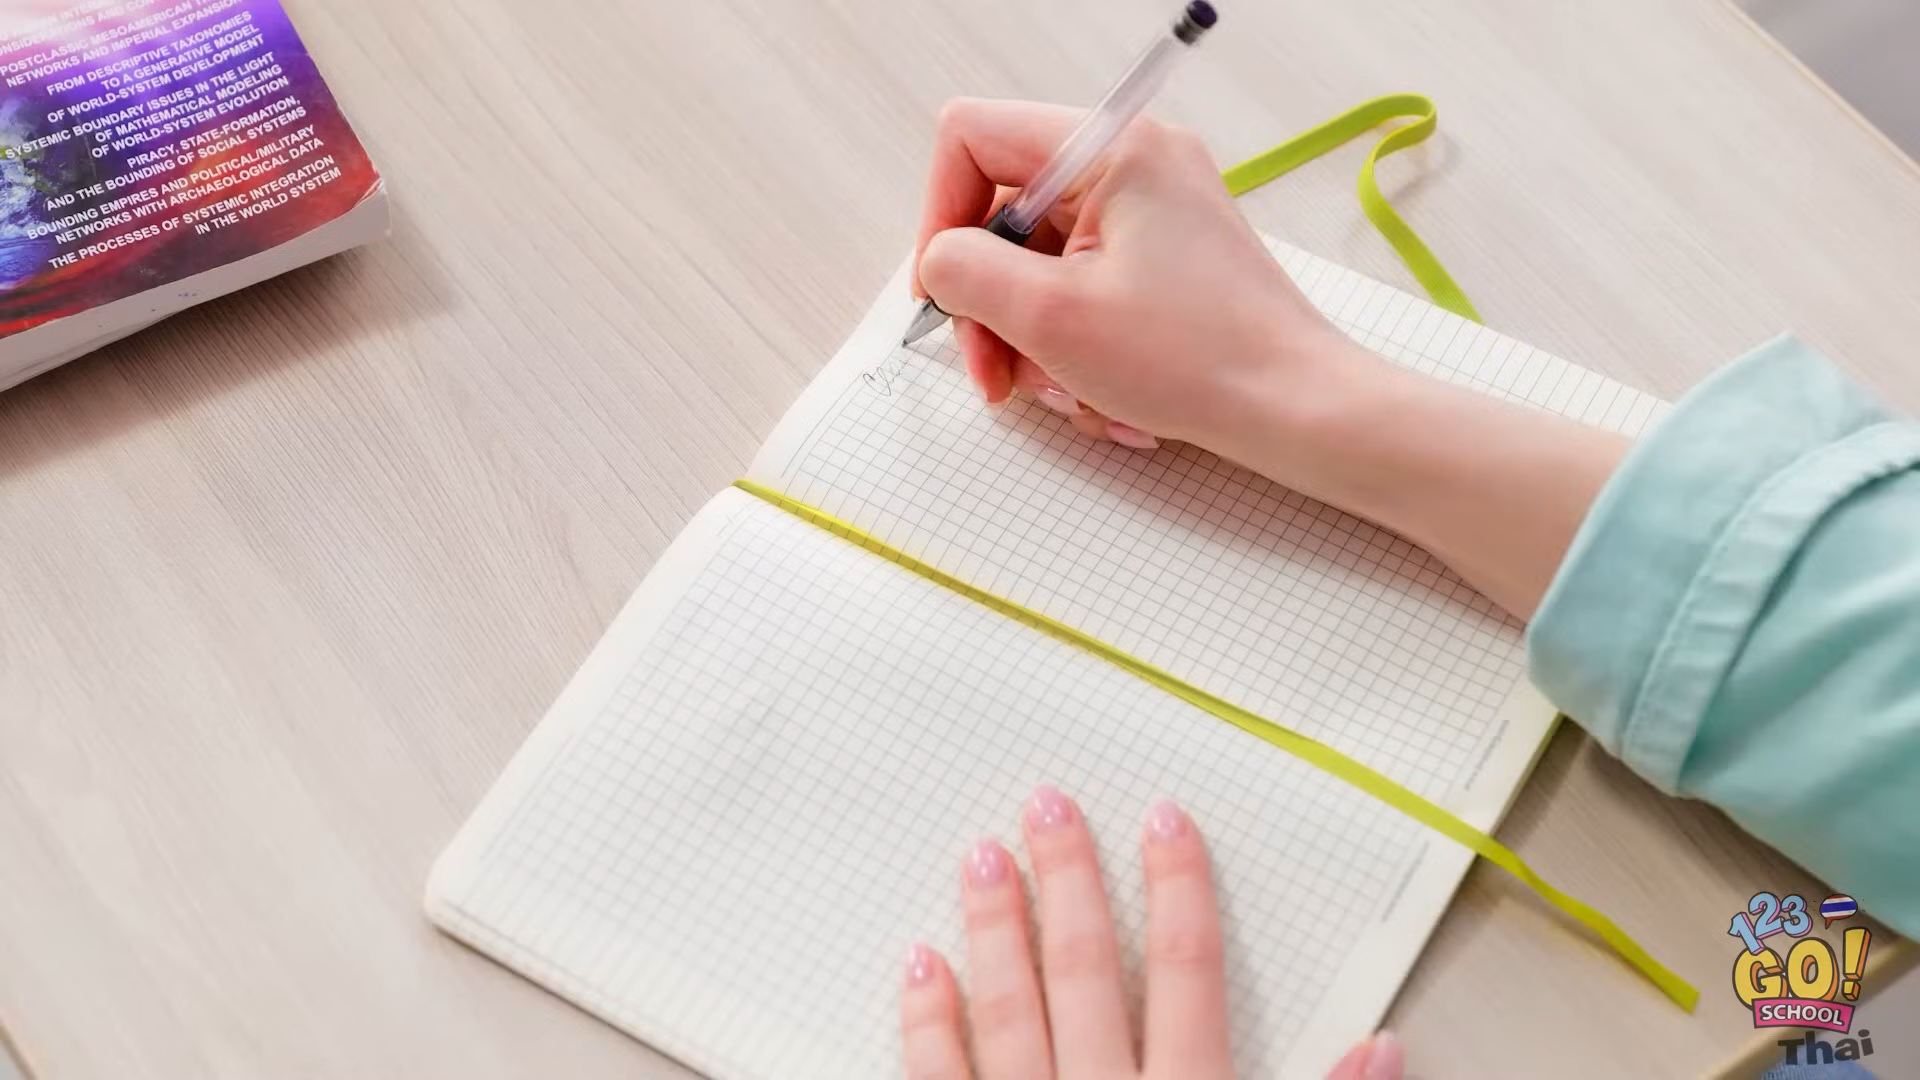 POSTCLASSIC MESOAMERICAN
NETWORKS AND IMPERIAL EXPANSION
FROM DESCRIPTIVE TAXONOMIES
TO A GENERATIVE MODEL
OF WORLD-SYSTEM DEVELOPMENT
SYSTEMIC BOUNDARY ISSUES IN THE LIGHT
OF MATHEMATICAL MODELING
OF WORLD-SYSTEM EVOLUTION
PIRACY, STATE-FORMATION,
AND THE BOUNDING OF SOCIAL SYSTEMS
BOUNDING EMPIRES AND POLITICAL/MILITARY
NETWORKS WITH ARCHAEOLOGICAL DATA
THE PROCESSES OF SYSTEMIC INTEGRATION
IN THE WORLD SYSTEM
123
GO!
SCHOOL
Thai